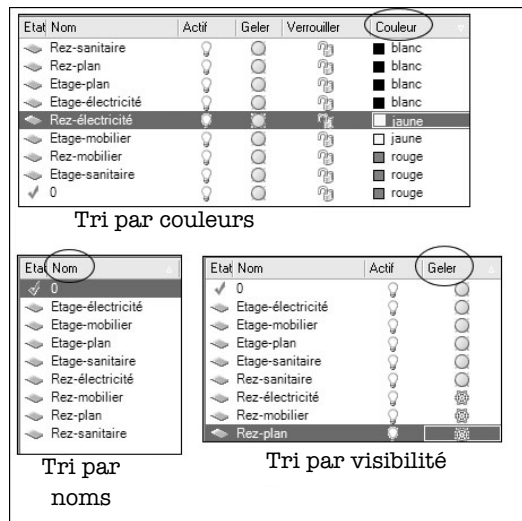 Etat Nom Actif Geler Verrouiller Couleur
Rez-sanitaire blanc
Rez-plan blanc
Etage-plan blanc
Etage-électricité blanc
Rez-électricité jaune
Etage-mobilier jaune
Rez-mobilier rouge
Etage-sanitaire rouge
0 rouge
Tri par couleurs
Etat Nom
0
Etage-électricité
Etage-mobilier
Etage-plan
Etage-sanitaire
Rez-électricité
Rez-mobilier
Rez-plan
Rez-sanitaire
Tri par
noms
Etat Nom Actif Geler
0
Etage-électricité
Etage-mobilier
Etage-plan
Etage-sanitaire
Rez-sanitaire
Rez-électricité
Rez-mobilier
Rez-plan
Tri par visibilité